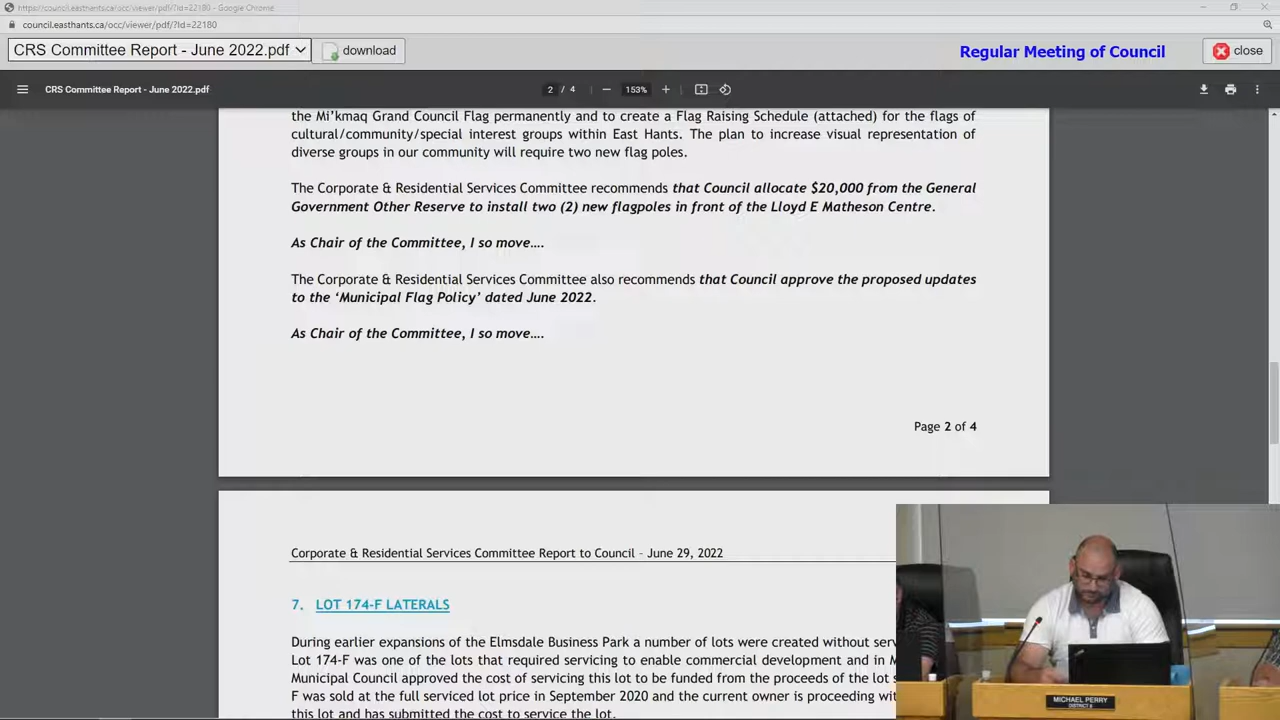 https://council.easthants.ca/occ/viewer/pdf/?Id=22180 - Google Chrome
council.easthants.ca/occ/viewer/pdf/?Id=22180
CRS Committee Report - June 2022.pdf
download
Regular Meeting of Council
close
CRS Committee Report - June 2022.pdf
2 / 4
153%
the Mi’kmaq Grand Council Flag permanently and to create a Flag Raising Schedule (attached) for the flags of
cultural/community/special interest groups within East Hants. The plan to increase visual representation of
diverse groups in our community will require two new flag poles.
The Corporate & Residential Services Committee recommends that Council allocate $20,000 from the General
Government Other Reserve to install two (2) new flagpoles in front of the Lloyd E Matheson Centre.
As Chair of the Committee, I so move….
The Corporate & Residential Services Committee also recommends that Council approve the proposed updates
to the ‘Municipal Flag Policy’ dated June 2022.
As Chair of the Committee, I so move….
Page 2 of 4
Corporate & Residential Services Committee Report to Council – June 29, 2022
7. LOT 174-F LATERALS
During earlier expansions of the Elmsdale Business Park a number of lots were created without serv
Lot 174-F was one of the lots that required servicing to enable commercial development and in M
Municipal Council approved the cost of servicing this lot to be funded from the proceeds of the lot s
F was sold at the full serviced lot price in September 2020 and the current owner is proceeding wit
this lot and has submitted the cost to service the lot.
MICHAEL PERRY